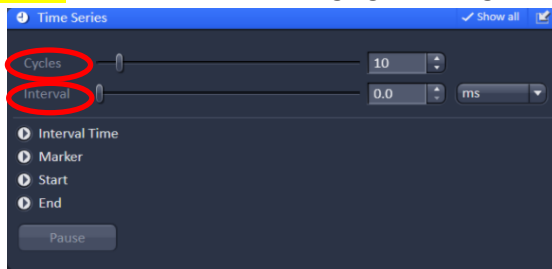 Time Series Show all
Cycles 10
Interval 0.0 ms
Interval Time
Marker
Start
End
Pause